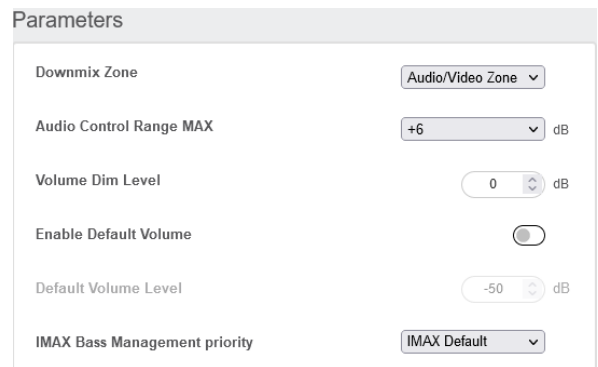 Parameters
Downmix Zone Audio/Video Zone
Audio Control Range MAX +6 dB
Volume Dim Level 0 dB
Enable Default Volume
Default Volume Level -50 dB
IMAX Bass Management priority IMAX Default